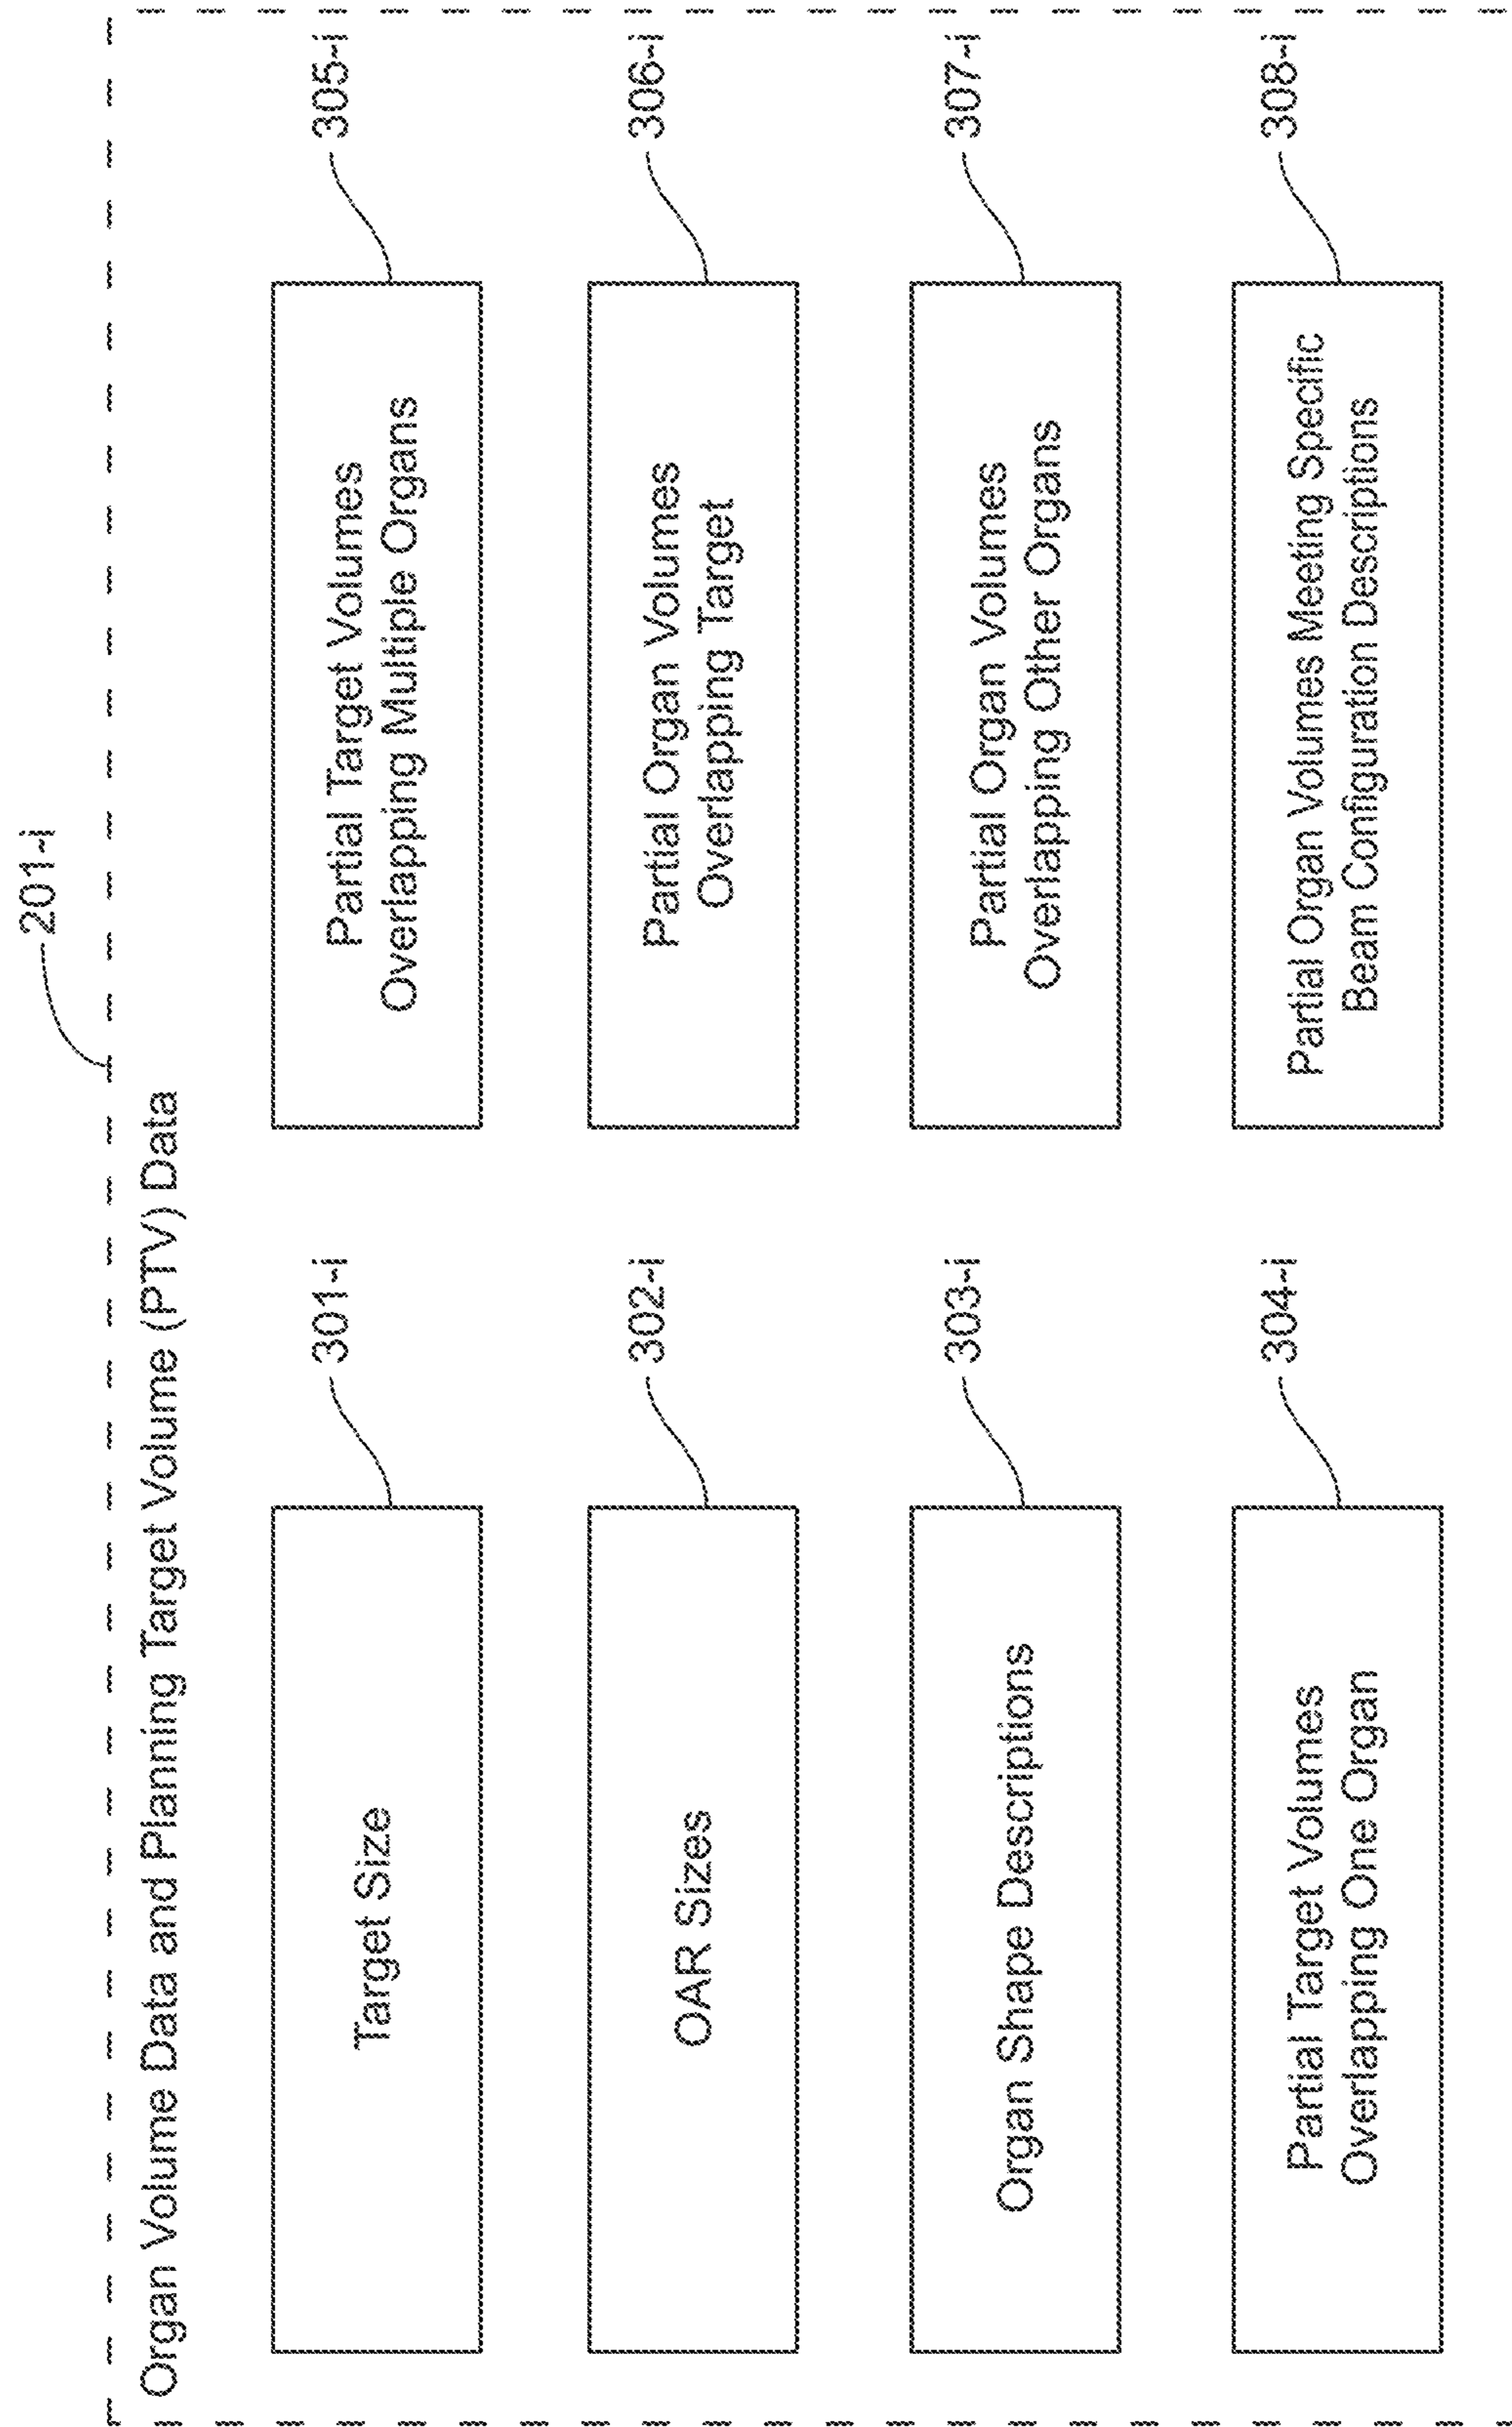 201-i
Organ Volume Data and Planning Target Volume (PTV) Data
301-i
Target Size
302-i
OAR Sizes
303-i
Organ Shape Descriptions
304-i
Partial Target Volumes
Overlapping One Organ
305-i
Partial Target Volumes
Overlapping Multiple Organs
306-i
Partial Organ Volumes
Overlapping Target
307-i
Partial Organ Volumes
Overlapping Other Organs
308-i
Partial Organ Volumes Meeting Specific
Beam Configuration Descriptions